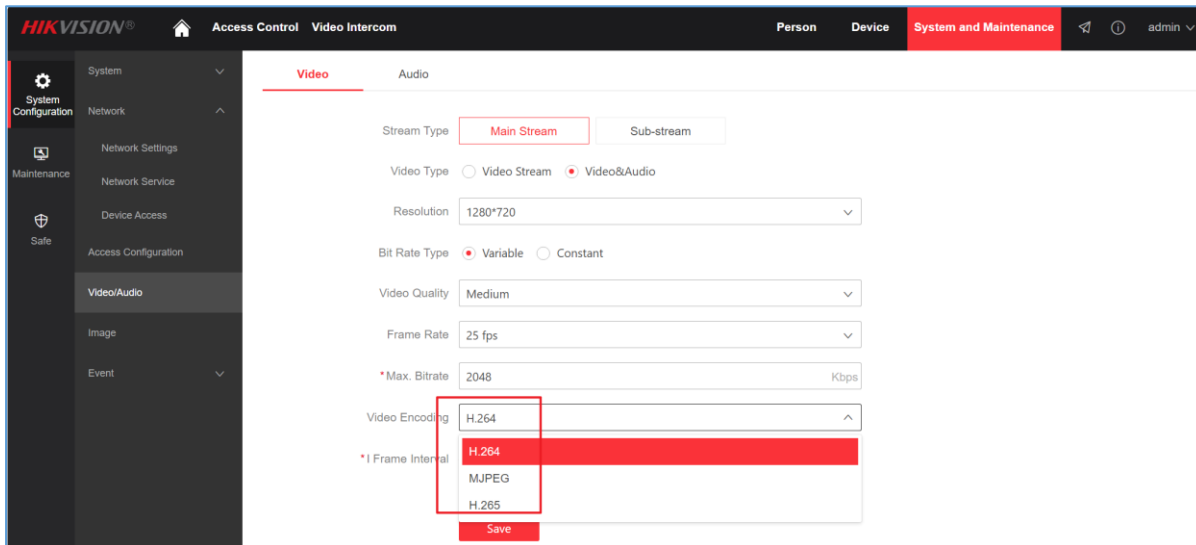 HIKVISION® Access Control Video Intercom Person Device System and Maintenance admin
System
Configuration
Maintenance
Safe
System
Network
Network Settings
Network Service
Device Access
Access Configuration
Video/Audio
Image
Event
Video Audio
Stream Type Main Stream Sub-stream
Video Type Video Stream Video&Audio
Resolution 1280*720
Bit Rate Type Variable Constant
Video Quality Medium
Frame Rate 25 fps
*Max. Bitrate 2048 Kbps
Video Encoding H.264
*I Frame Interval H.264
MJPEG
H.265
Save